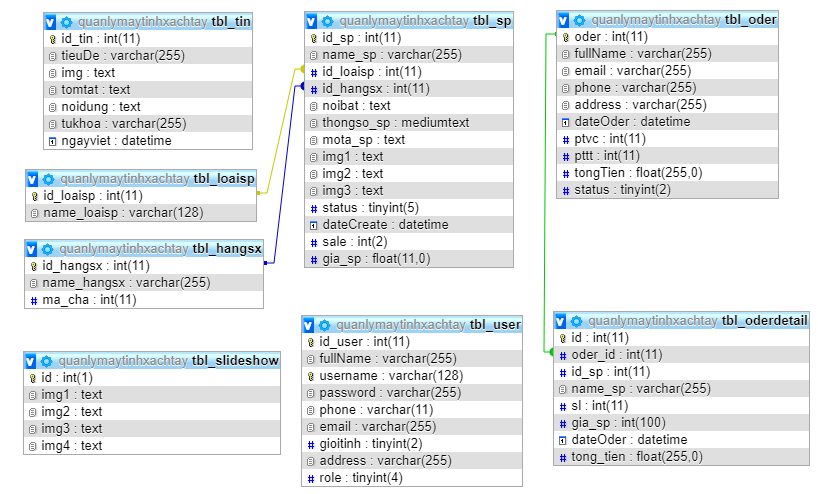 quanlymaytinhxachtay tbl_tin
id_tin : int(11)
tieuDe : varchar(255)
img : text
tomtat : text
noidung : text
tukhoa : varchar(255)
ngayviet : datetime
quanlymaytinhxachtay tbl_loaisp
id_loaisp : int(11)
name_loaisp : varchar(128)
quanlymaytinhxachtay tbl_hangsx
id_hangsx : int(11)
name_hangsx : varchar(255)
ma_cha : int(11)
quanlymaytinhxachtay tbl_slideshow
id : int(1)
img1 : text
img2 : text
img3 : text
img4 : text
quanlymaytinhxachtay tbl_sp
id_sp : int(11)
name_sp : varchar(255)
id_loaisp : int(11)
id_hangsx : int(11)
noibat : text
thongso_sp : mediumtext
mota_sp : text
img1 : text
img2 : text
img3 : text
status : tinyint(5)
dateCreate : datetime
sale : int(2)
gia_sp : float(11,0)
quanlymaytinhxachtay tbl_user
id_user : int(11)
fullName : varchar(255)
username : varchar(128)
password : varchar(255)
phone : varchar(11)
email : varchar(255)
gioitinh : tinyint(2)
address : varchar(255)
role : tinyint(4)
quanlymaytinhxachtay tbl_oder
oder : int(11)
fullName : varchar(255)
email : varchar(255)
phone : varchar(255)
address : varchar(255)
dateOder : datetime
ptvc : int(11)
pttt : int(11)
tongTien : float(255,0)
status : tinyint(2)
quanlymaytinhxachtay tbl_oderdetail
id : int(11)
oder_id : int(11)
id_sp : int(11)
name_sp : varchar(255)
sl : int(11)
gia_sp : int(100)
dateOder : datetime
tong_tien : float(255,0)